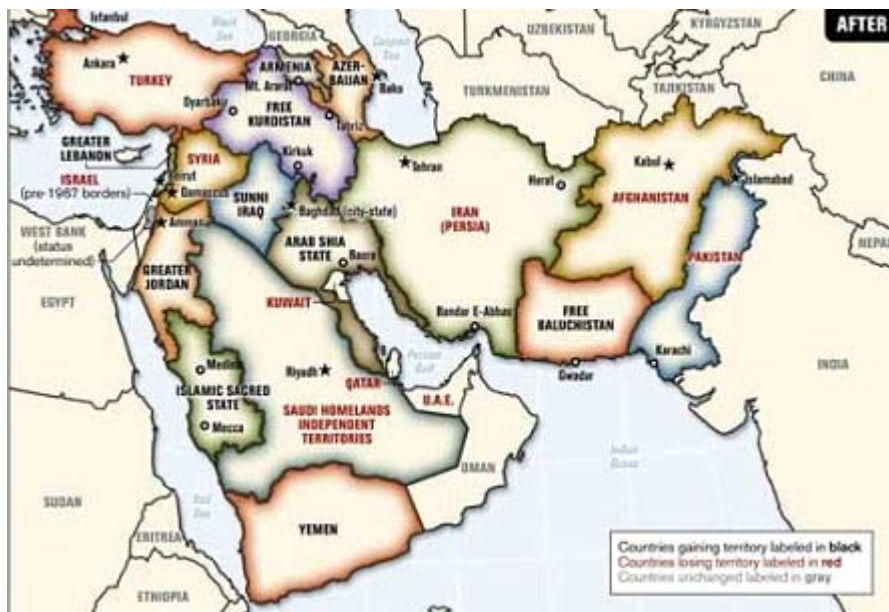 AFTER
Istanbul
Black
Sea
GEORGIA
Caspian
Sea
UZBEKISTAN
KYRGYZSTAN
Ankara
TURKEY
ARMENIA
AZER-
BAIJAN
Mt. Ararat
Baku
TURKMENISTAN
TAJIKISTAN
CHINA
FREE
KURDISTAN
Tabriz
GREATER
LEBANON
SYRIA
Kirkuk
Tehran
Herat
Kabul
Islamabad
ISRAEL
(pre-1967 borders)
Beirut
Damascus
SUNNI
IRAQ
Baghdad (city-state)
IRAN
(PERSIA)
AFGHANISTAN
WEST BANK
(status
undetermined)
Amman
ARAB SHIA
STATE
Basra
PAKISTAN
NEPAL
GREATER
JORDAN
EGYPT
KUWAIT
Bandar E-Abbas
FREE
BALUCHISTAN
Karachi
Gwadar
INDIA
Medina
Riyadh
Persian
Gulf
QATAR
U.A.E.
ISLAMIC SACRED
STATE
Mecca
SAUDI HOMELANDS
INDEPENDENT
TERRITORIES
OMAN
Indian
Ocean
SUDAN
Red
Sea
YEMEN
ERITREA
ETHIOPIA
Countries gaining territory labeled in black
Countries losing territory labeled in red
Countries unchanged labeled in gray